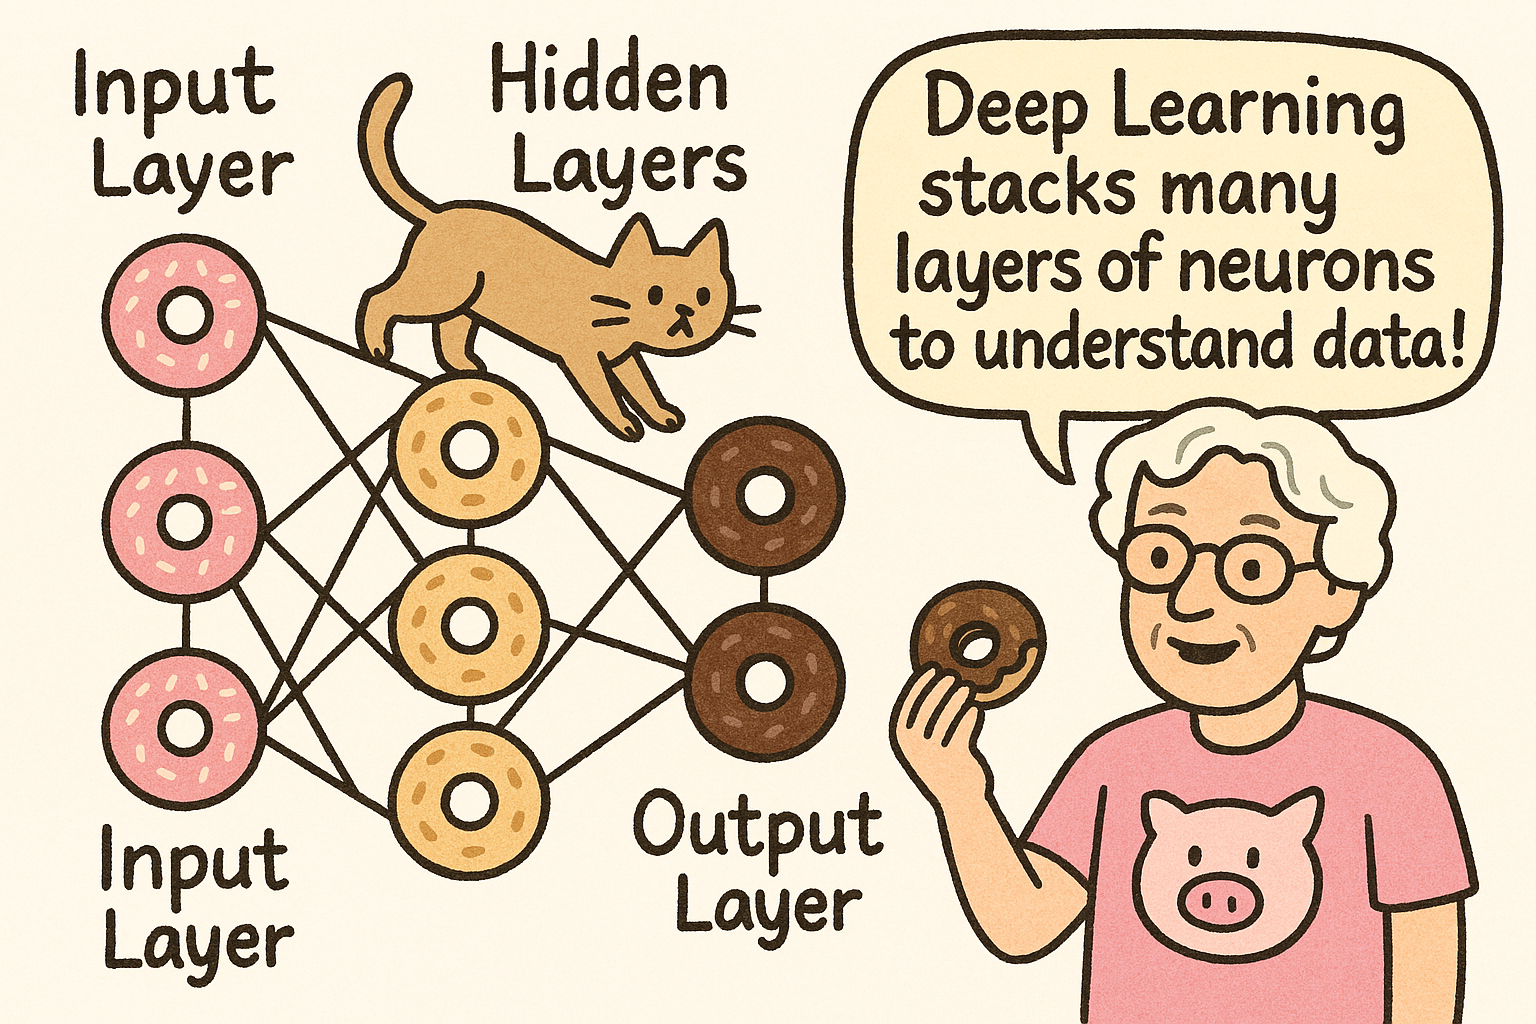 Input
Layer
Hidden
Layers
Deep Learning
stacks many
layers of neurons
to understand data!
Input
Layer
Output
Layer